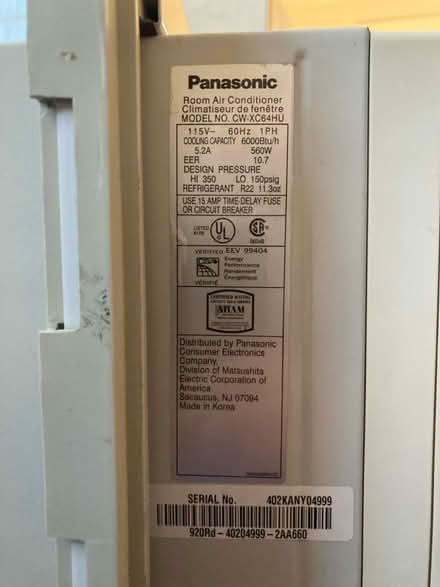 Panasonic
Room Air Conditioner
Climatiseur de fenêtre
MODEL NO. CW-XC64HU
115V~ 60Hz 1PH
COOLING CAPACITY 6000Btu/h
5.2A 560W
EER 10.7
DESIGN PRESSURE
HI 350 LO 150psig
REFRIGERANT R22 11.3oz
USE 15 AMP TIME-DELAY FUSE
OR CIRCUIT BREAKER
LISTED
UL
SA
VERIFIED EEV 99404
Energy
Performance
Rendement
Énergétique
VÉRIFIÉ
AHAM
Distributed by Panasonic
Consumer Electronics
Company,
Division of Matsushita
Electric Corporation of
America
Secaucus, NJ 07094
Made in Korea
SERIAL No. 402KANY04999
920Rd-40204999-2AA660